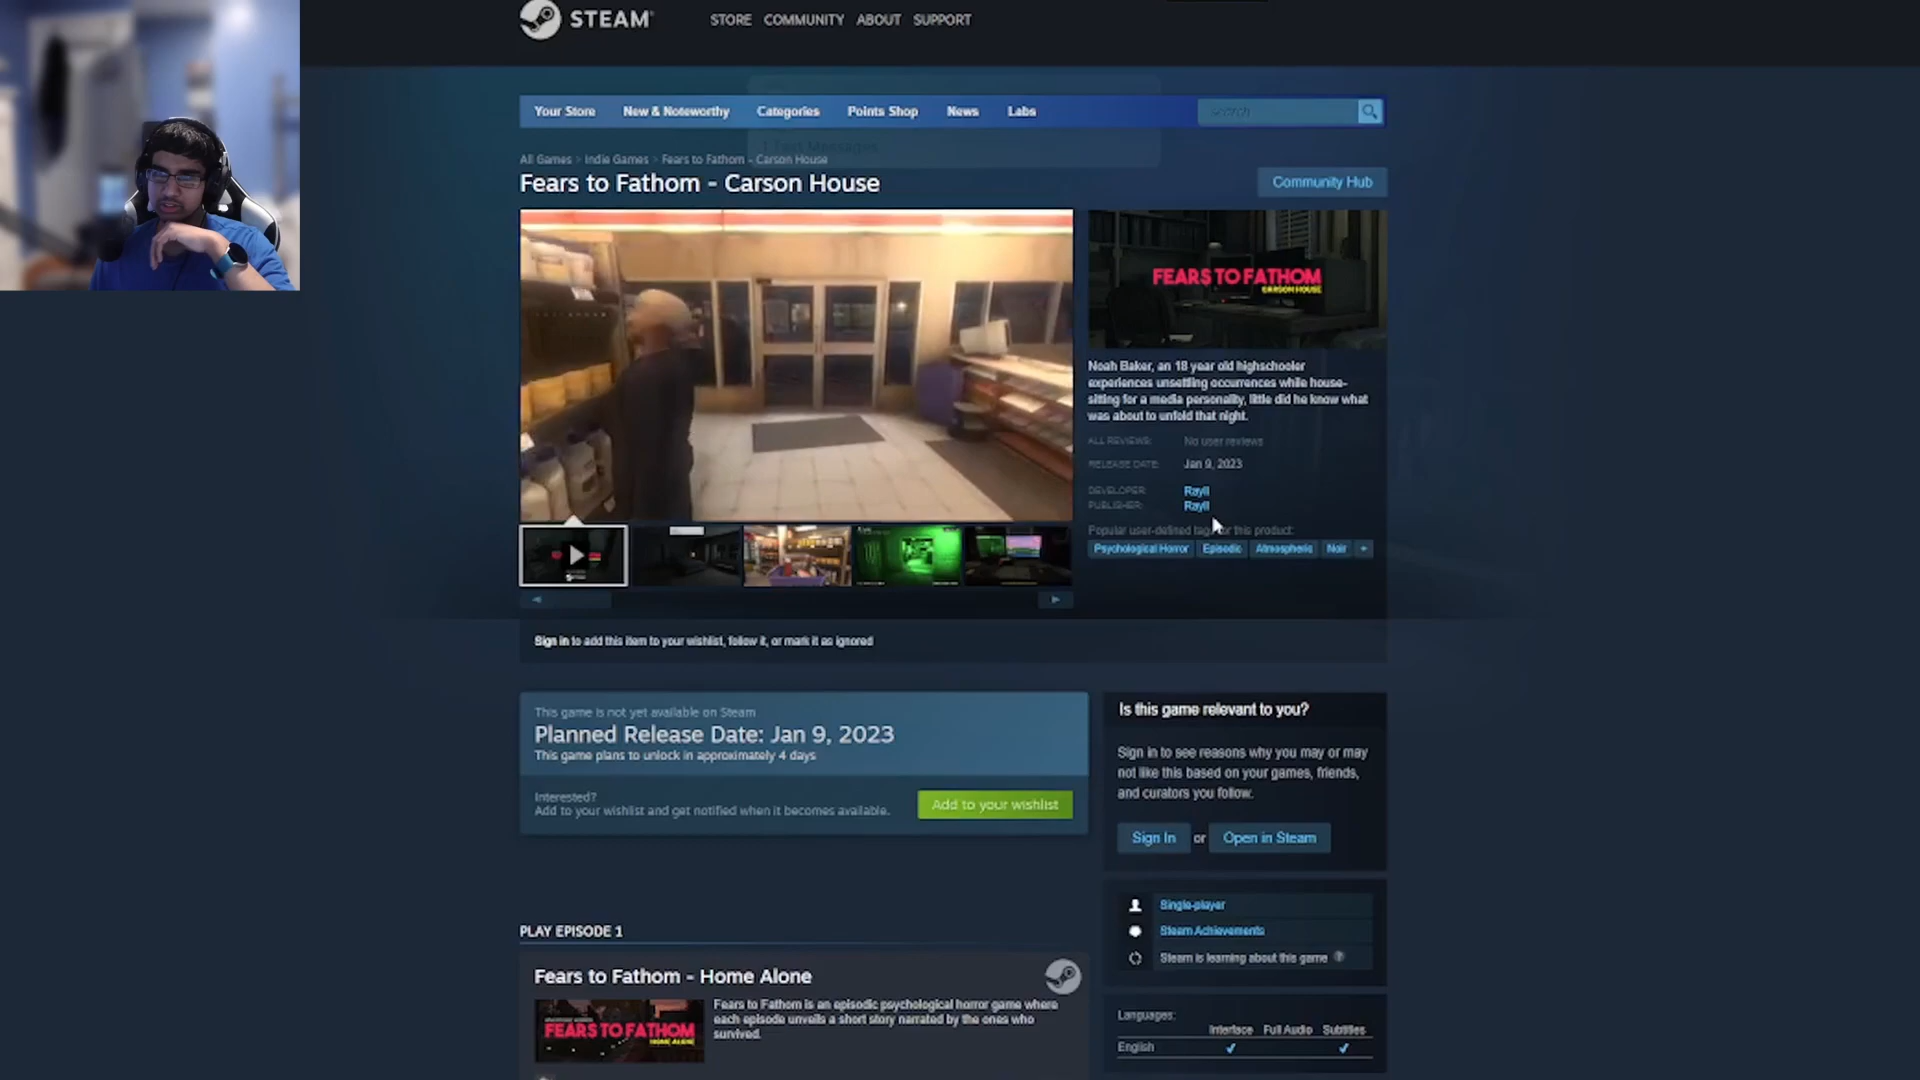 STEAM
STORE COMMUNITY ABOUT SUPPORT
Your Store New & Noteworthy Categories Points Shop News Labs search
All Games > Indie Games > Fears to Fathom - Carson House
Fears to Fathom - Carson House
Community Hub
FEARS TO FATHOM
CARSON HOUSE
Noah Baker, an 18 year old highschooler
experiences unsettling occurrences while house-
sitting for a media personality, little did he know what
was about to unfold that night.
ALL REVIEWS: No user reviews
RELEASE DATE: Jan 9, 2023
DEVELOPER: Rayll
PUBLISHER: Rayll
Popular user-defined tags for this product:
Psychological Horror Episodic Atmospheric Noir +
Sign in to add this item to your wishlist, follow it, or mark it as ignored
This game is not yet available on Steam
Planned Release Date: Jan 9, 2023
This game plans to unlock in approximately 4 days
Interested?
Add to your wishlist and get notified when it becomes available.
Add to your wishlist
Is this game relevant to you?
Sign in to see reasons why you may or may
not like this based on your games, friends,
and curators you follow.
Sign In or Open in Steam
Single-player
Steam Achievements
Steam is learning about this game ?
Languages:
Interface Full Audio Subtitles
English ✔ ✔
PLAY EPISODE 1
Fears to Fathom - Home Alone
FEARS TO FATHOM
HOME ALONE
Fears to Fathom is an episodic psychological horror game where
each episode unveils a short story narrated by the ones who
survived.